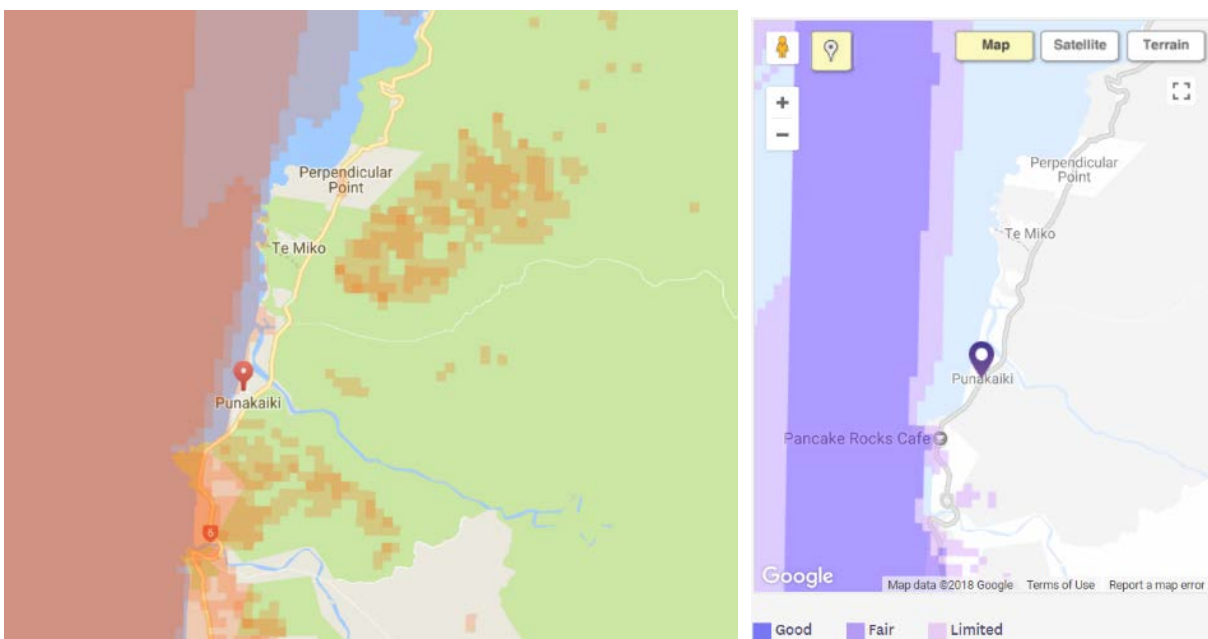 Perpendicular
Point
Te Miko
Punakaiki
6
Map
Satellite
Terrain
+
−
Perpendicular
Point
Te Miko
Punakaiki
Pancake Rocks Cafe
Google
Map data ©2018 Google
Terms of Use
Report a map error
Good
Fair
Limited